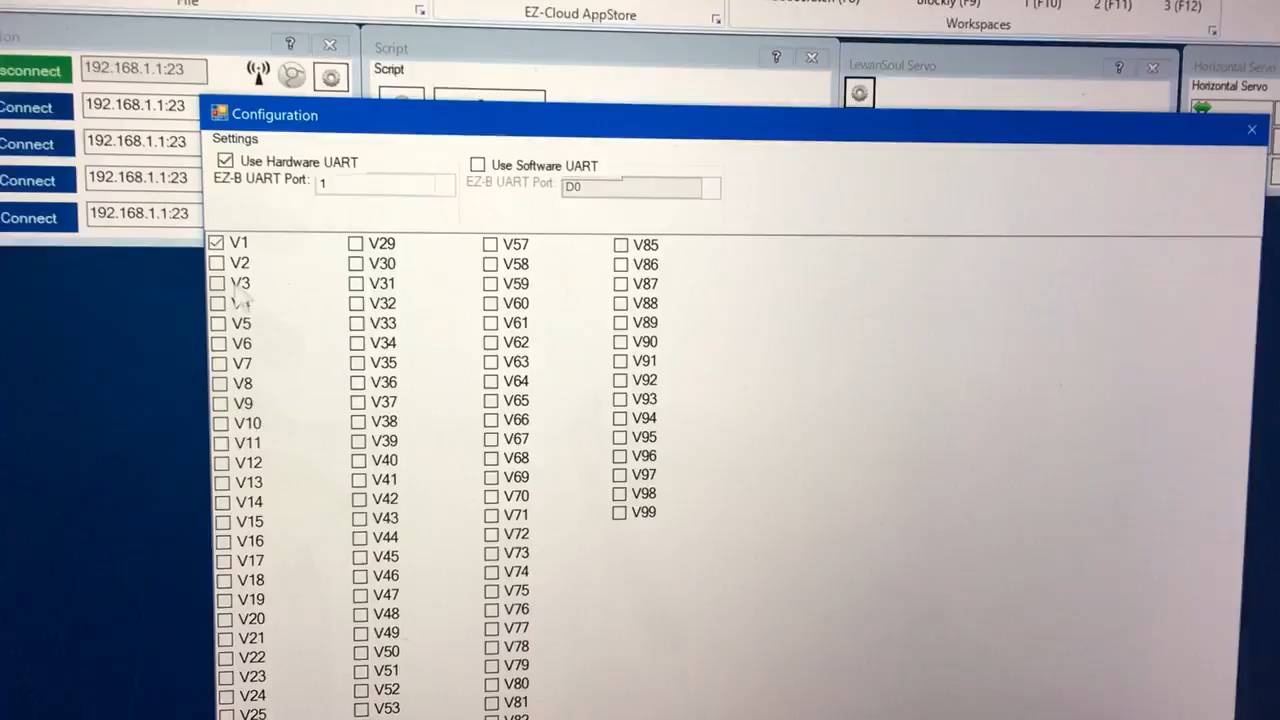 File
EZ-Cloud AppStore
Blockly (F9)
1 (F10)
2 (F11)
3 (F12)
Workspaces
Script
Script
LewanSoul Servo
Horizontal Servo
Horizontal Servo
192.168.1.1:23
Connect 192.168.1.1:23
Connect 192.168.1.1:23
Connect 192.168.1.1:23
Connect 192.168.1.1:23
Configuration
Settings
Use Hardware UART
EZ-B UART Port: 1
Use Software UART
EZ-B UART Port: D0
V1
V2
V3
V5
V6
V7
V8
V9
V10
V11
V12
V13
V14
V15
V16
V17
V18
V19
V20
V21
V22
V23
V24
V25
V29
V30
V31
V32
V33
V34
V35
V36
V37
V38
V39
V40
V41
V42
V43
V44
V45
V46
V47
V48
V49
V50
V51
V52
V53
V57
V58
V59
V60
V61
V62
V63
V64
V65
V66
V67
V68
V69
V70
V71
V72
V73
V74
V75
V76
V77
V78
V79
V80
V81
V85
V86
V87
V88
V89
V90
V91
V92
V93
V94
V95
V96
V97
V98
V99